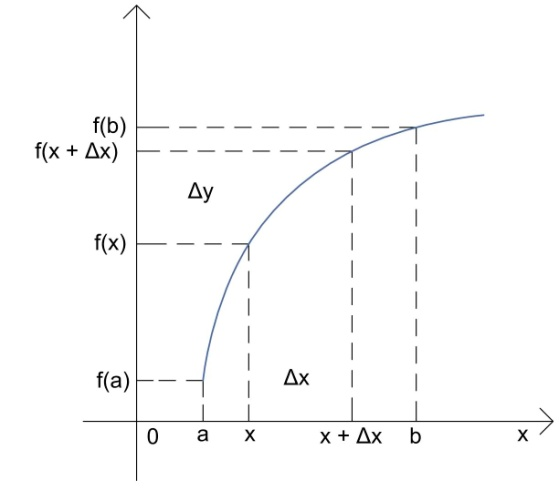 f(b)
f(x + Δx)
Δy
f(x)
f(a)
Δx
0 a x x + Δx b x